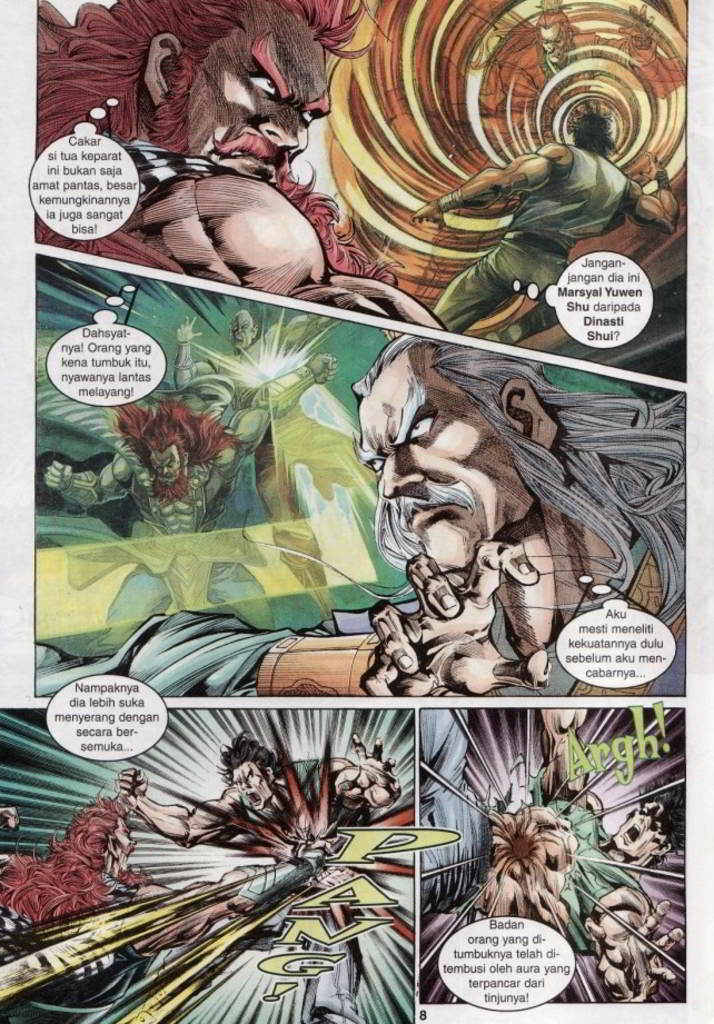 Cakar
si tua keparat
ini bukan saja
amat pantas, besar
kemungkinannya
ia juga sangat
bisa!
Jangan-
jangan dia ini
Marsyal Yuwen
Shu daripada
Dinasti
Shui?
Dahsyat-
nya! Orang yang
kena tumbuk itu,
nyawanya lantas
melayang!
Aku
mesti meneliti
kekuatannya dulu
sebelum aku men-
cabarnya...
Nampaknya
dia lebih suka
menyerang dengan
secara ber-
semuka...
PANG!
Argh!
Badan
orang yang di-
tumbuknya telah di-
tembusi oleh aura yang
terpancar dari
tinjunya!
8